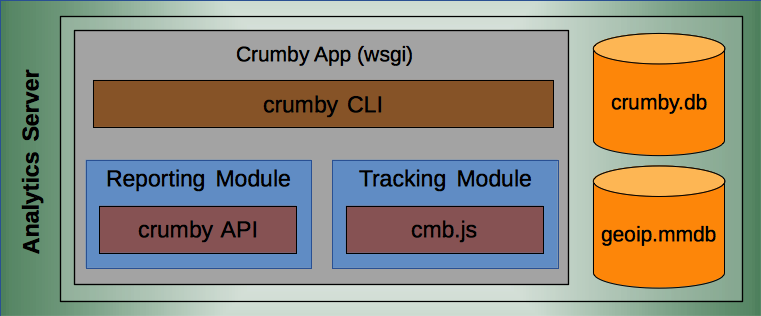 Analytics Server
Crumby App (wsgi)
crumby CLI
Reporting Module
crumby API
Tracking Module
cmb.js
crumby.db
geoip.mmdb